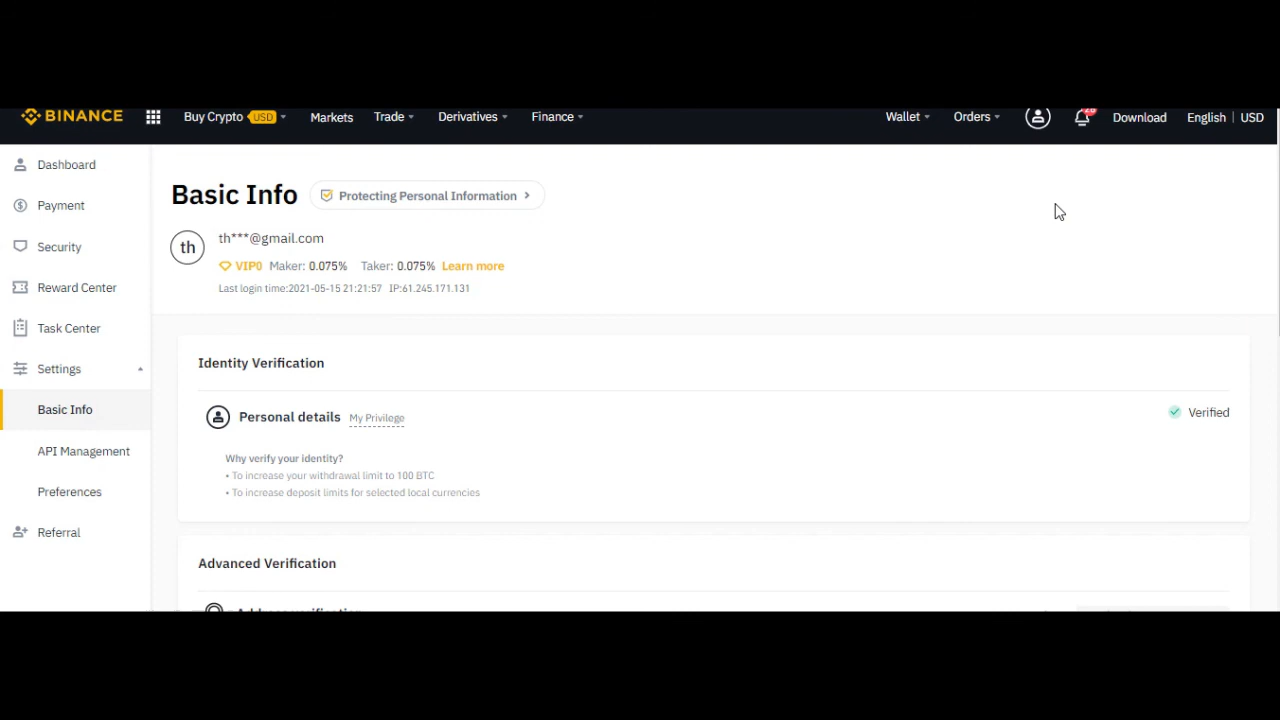 BINANCE Buy Crypto USD Markets Trade Derivatives Finance Wallet Orders Download English | USD
Dashboard
Payment
Security
Reward Center
Task Center
Settings
Basic Info
API Management
Preferences
Referral
Basic Info Protecting Personal Information >
th th***@gmail.com
VIP0 Maker: 0.075% Taker: 0.075% Learn more
Last login time:2021-05-15 21:21:57 IP:61.245.171.131
Identity Verification
Personal details My Privilege Verified
Why verify your identity?
• To increase your withdrawal limit to 100 BTC
• To increase deposit limits for selected local currencies
Advanced Verification
Address verification